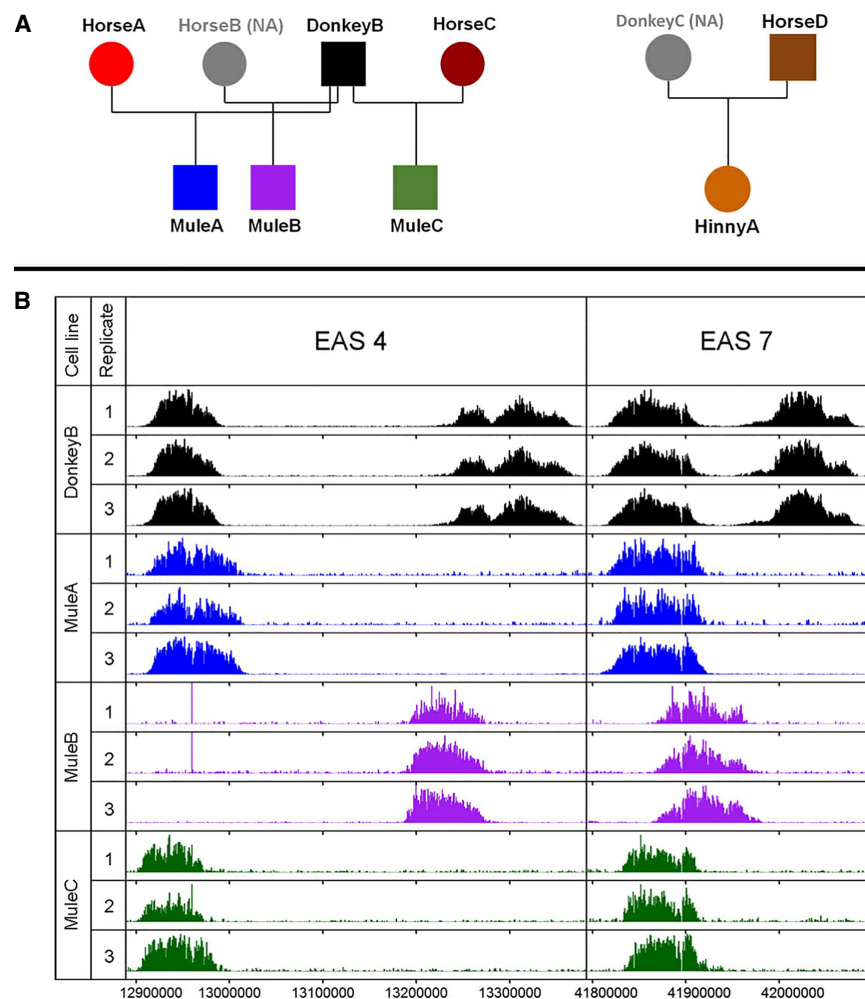 A
HorseA HorseB (NA) DonkeyB HorseC DonkeyC (NA) HorseD
MuleA MuleB MuleC HinnyA
B
Cell line Replicate EAS 4 EAS 7
DonkeyB
1
2
3
MuleA
1
2
3
MuleB
1
2
3
MuleC
1
2
3
12900000 13000000 13100000 13200000 13300000 41800000 41900000 42000000